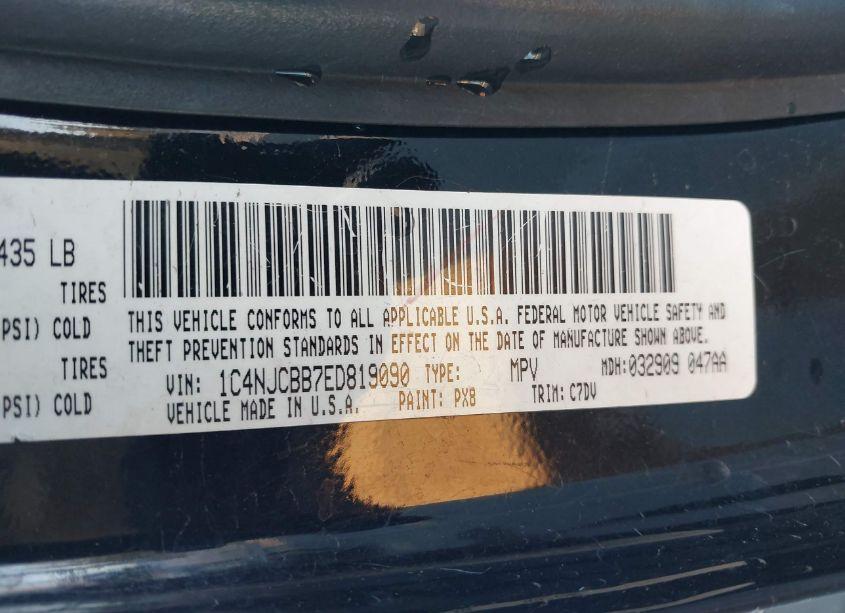 435 LB
TIRES
PSI) COLD
TIRES
PSI) COLD
THIS VEHICLE CONFORMS TO ALL APPLICABLE U.S.A. FEDERAL MOTOR VEHICLE SAFETY AND
THEFT PREVENTION STANDARDS IN EFFECT ON THE DATE OF MANUFACTURE SHOWN ABOVE.
VIN: 1C4NJCBB7ED819090 TYPE: MPV MDH:032909 047AA
VEHICLE MADE IN U.S.A. PAINT: PX8 TRIM: C7DV